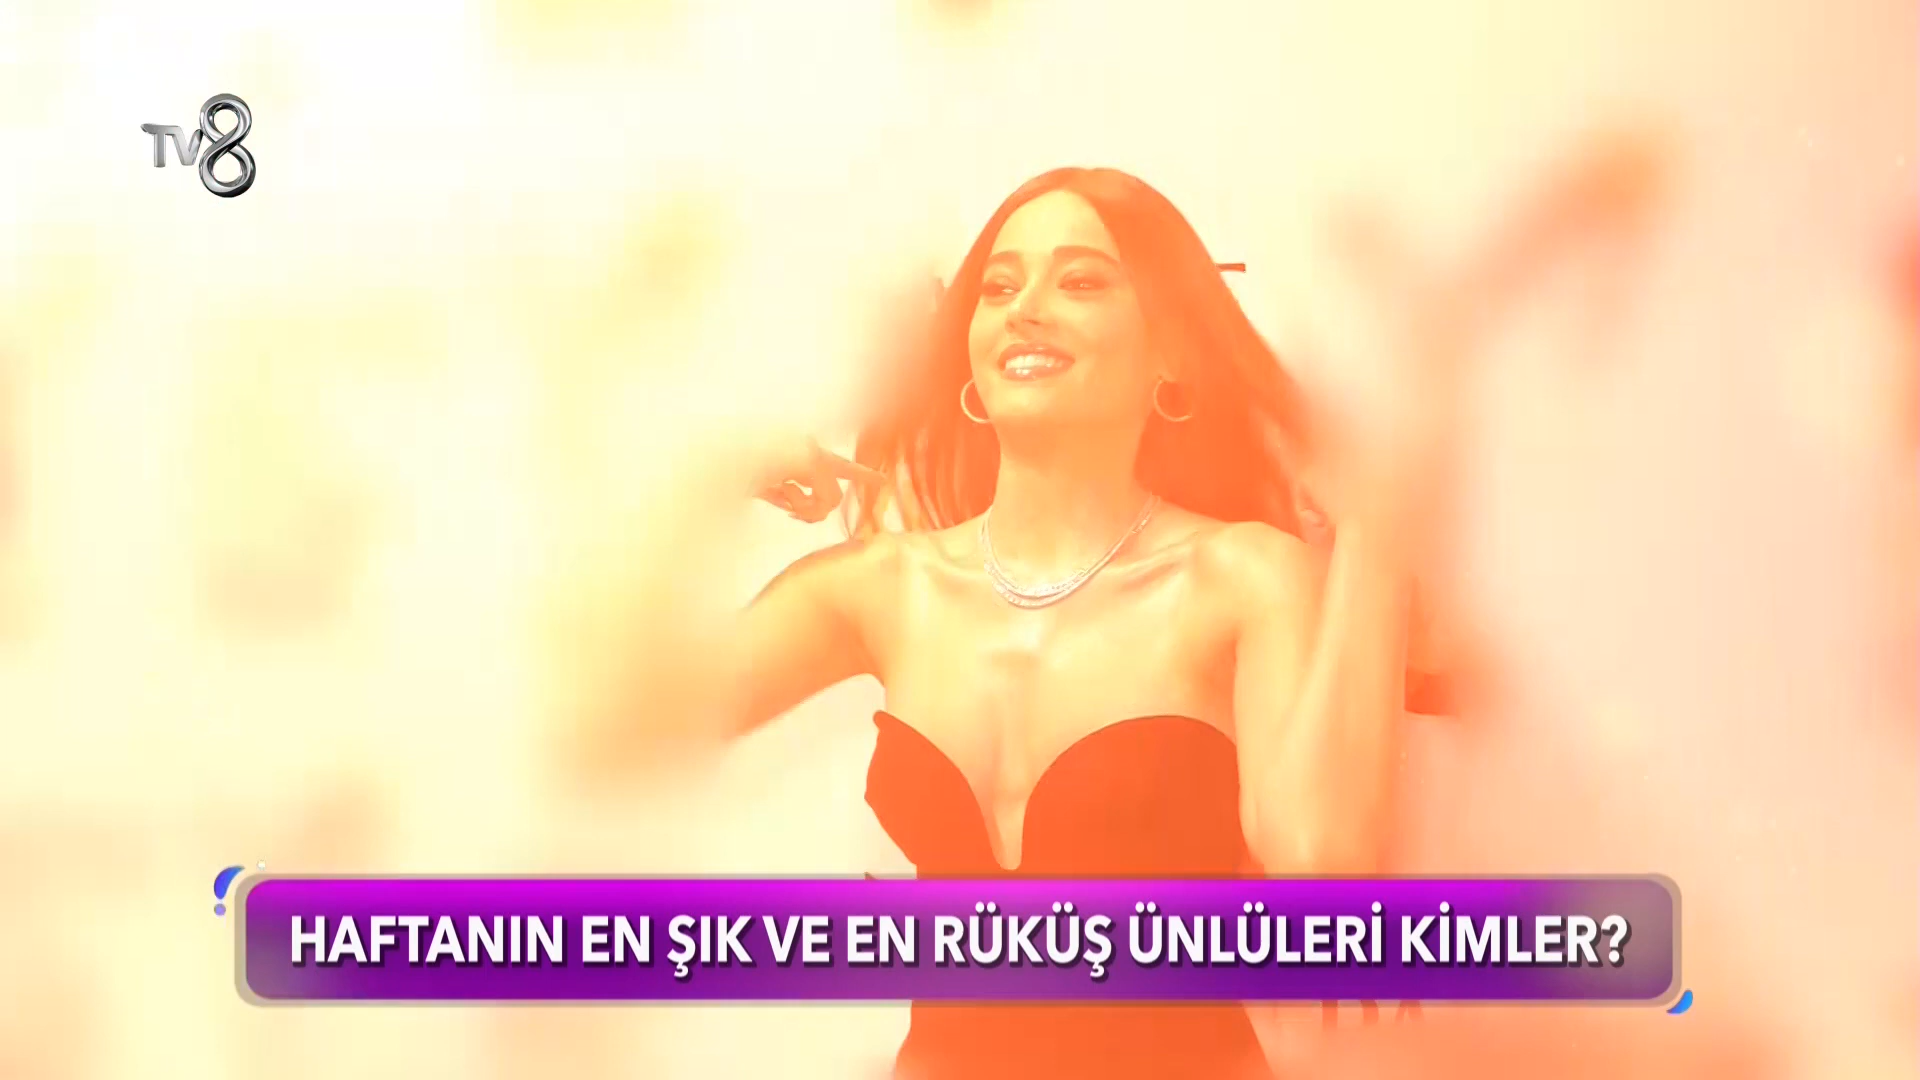 TV8
HAFTANIN EN ŞIK VE EN RÜKÜŞ ÜNLÜLERİ KİMLER?